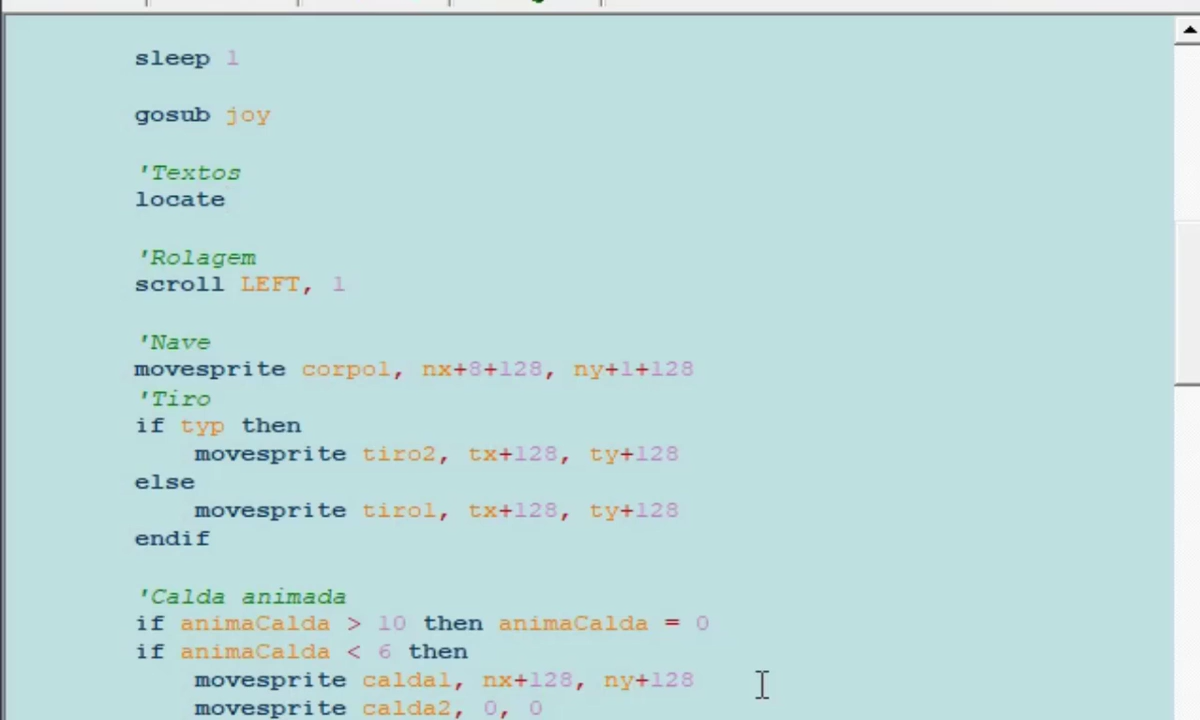 sleep 1
gosub joy
'Textos
locate
'Rolagem
scroll LEFT, 1
'Nave
movesprite corpo1, nx+8+128, ny+1+128
'Tiro
if typ then
movesprite tiro2, tx+128, ty+128
else
movesprite tiro1, tx+128, ty+128
endif
'Calda animada
if animaCalda > 10 then animaCalda = 0
if animaCalda < 6 then
movesprite calda1, nx+128, ny+128
movesprite calda2, 0, 0